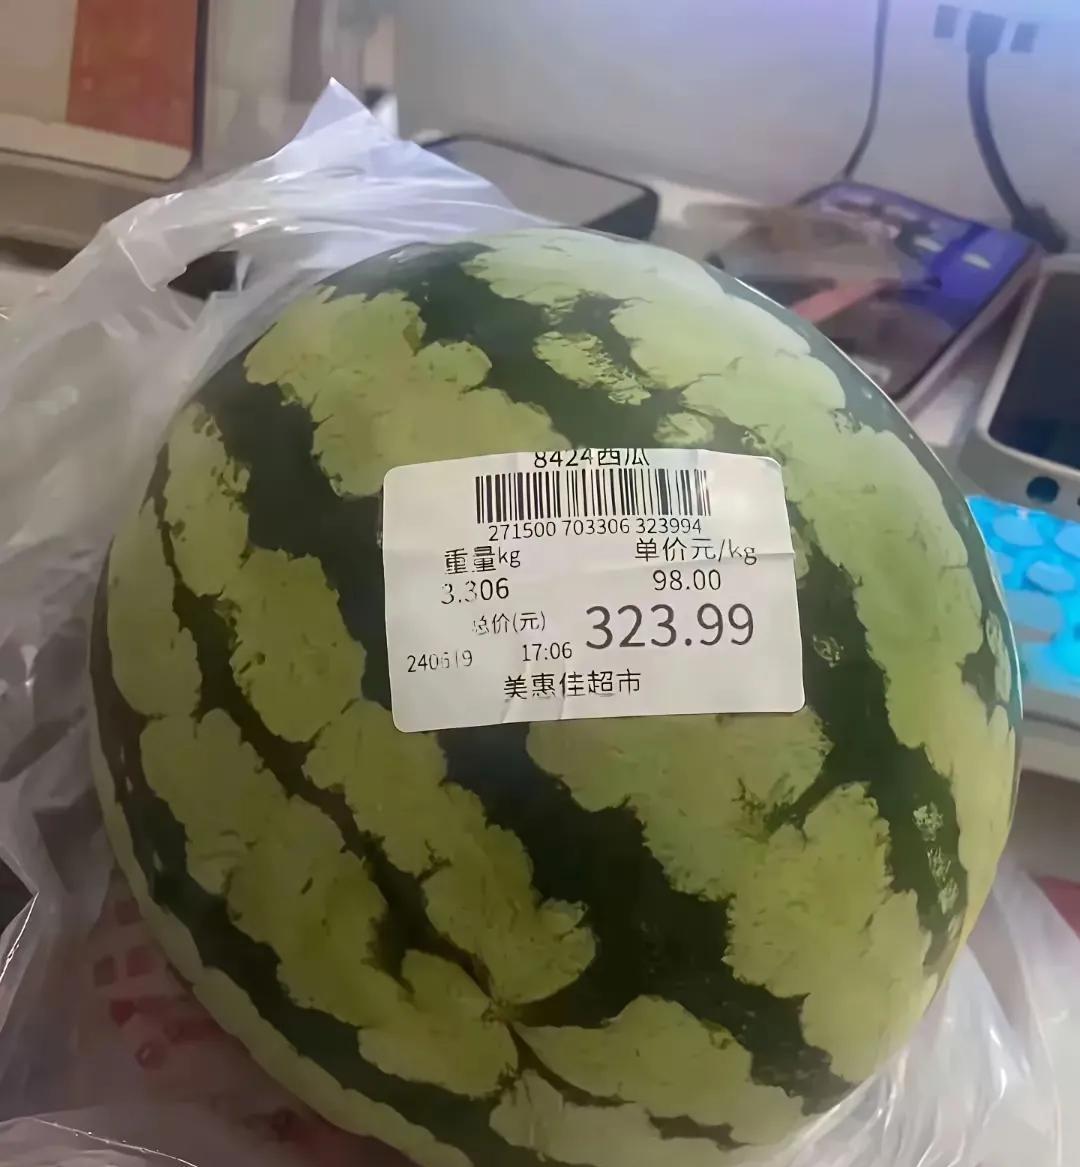 8424西瓜
271500 703306 323994
重量kg 单价元/kg
3.306 98.00
总价(元) 323.99
240619 17:06
美惠佳超市